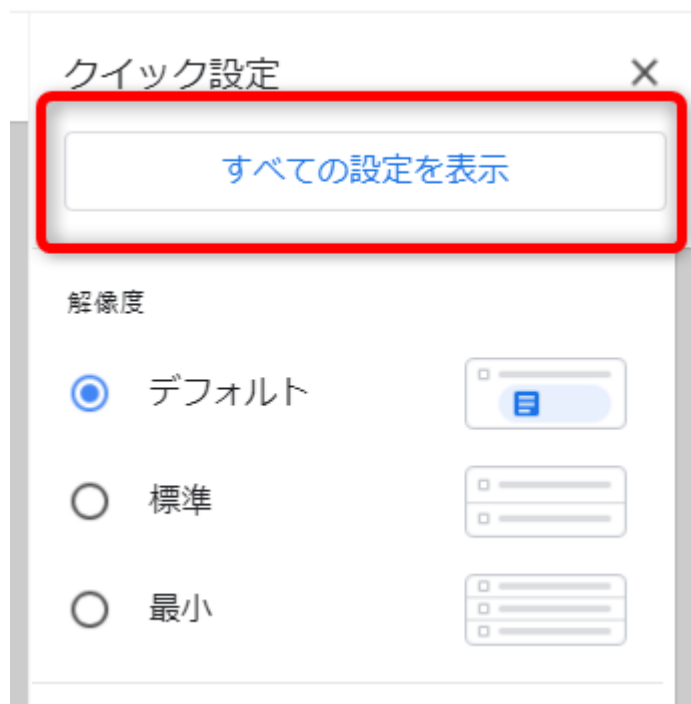 クイック設定
すべての設定を表示
解像度
デフォルト
標準
最小